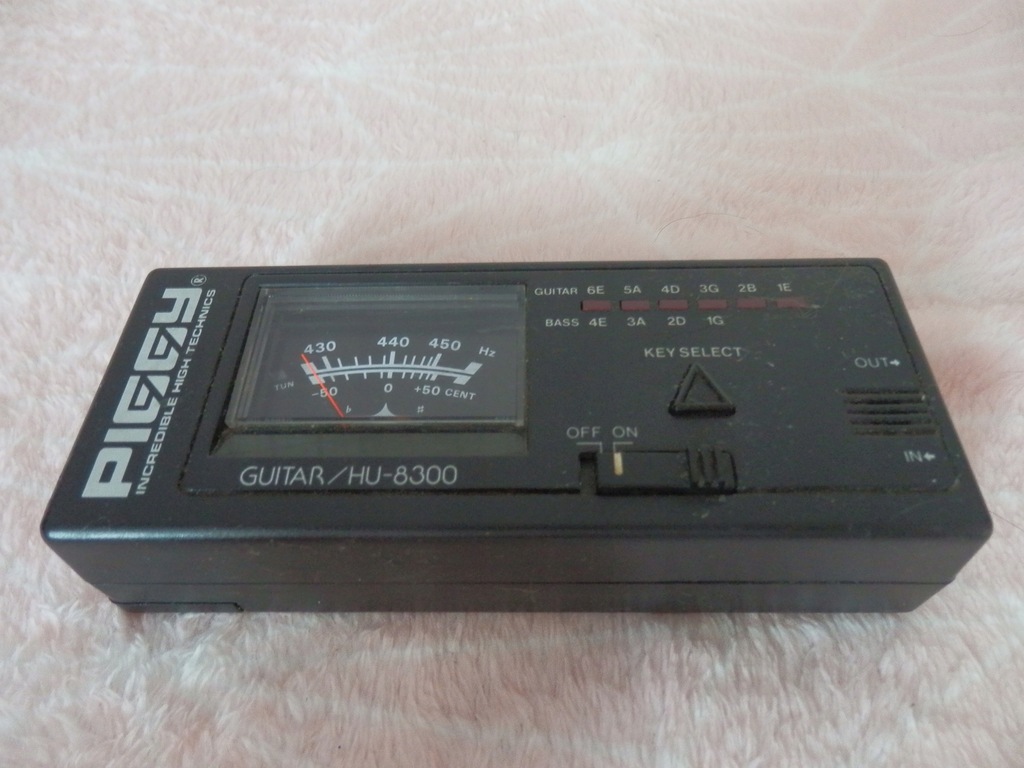 PIGGY®
INCREDIBLE HIGH TECHNICS
430 440 450 Hz
TUN -50 0 +50 CENT
♭ ♯
GUITAR/HU-8300
GUITAR 6E 5A 4D 3G 2B 1E
BASS 4E 3A 2D 1G
KEY SELECT
OFF ON
OUT→
IN←